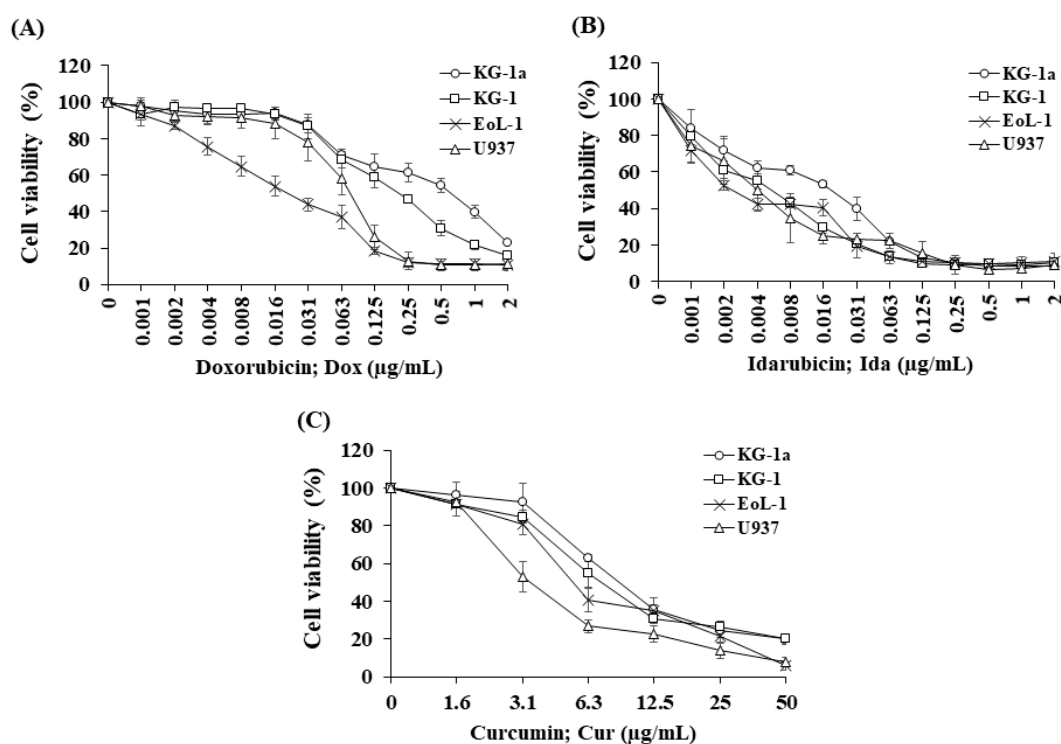 (A)
Cell viability (%)
120
100
80
60
40
20
0
KG-1a
KG-1
EoL-1
U937
0 0.001 0.002 0.004 0.008 0.016 0.031 0.063 0.125 0.25 0.5 1 2
Doxorubicin; Dox (µg/mL)
(B)
Cell viability (%)
120
100
80
60
40
20
0
KG-1a
KG-1
EoL-1
U937
0 0.001 0.002 0.004 0.008 0.016 0.031 0.063 0.125 0.25 0.5 1 2
Idarubicin; Ida (µg/mL)
(C)
Cell viability (%)
120
100
80
60
40
20
0
KG-1a
KG-1
EoL-1
U937
0 1.6 3.1 6.3 12.5 25 50
Curcumin; Cur (µg/mL)